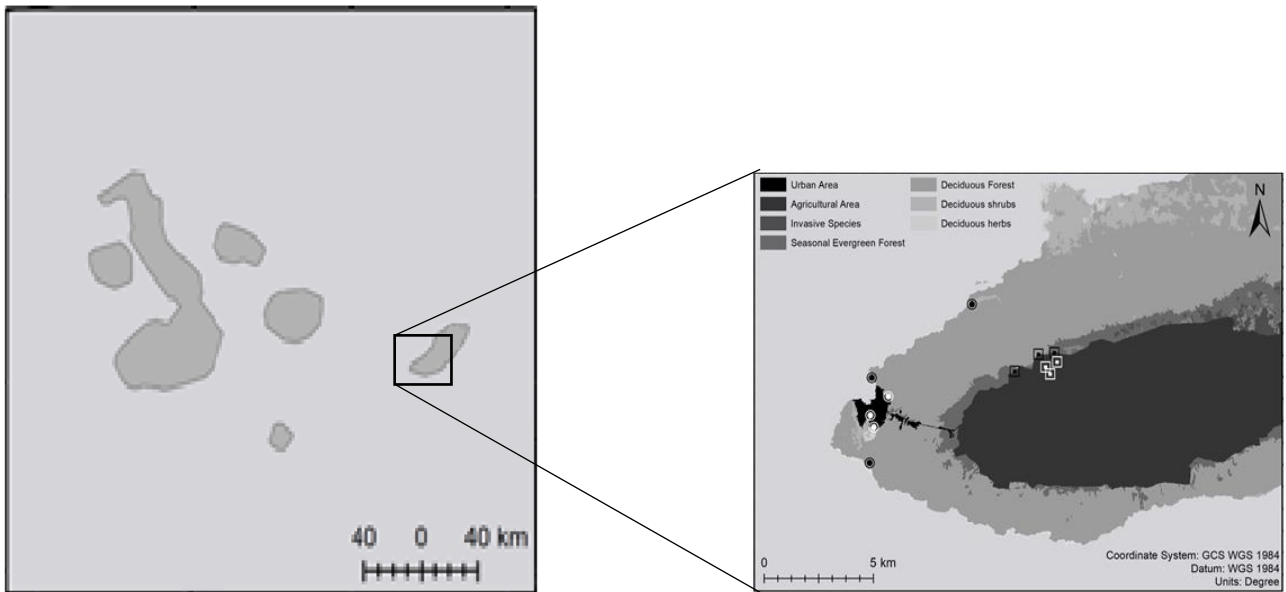 40 0 40 km
Urban Area
Agricultural Area
Invasive Species
Seasonal Evergreen Forest
Deciduous Forest
Deciduous shrubs
Deciduous herbs
N
0 5 km
Coordinate System: GCS WGS 1984
Datum: WGS 1984
Units: Degree